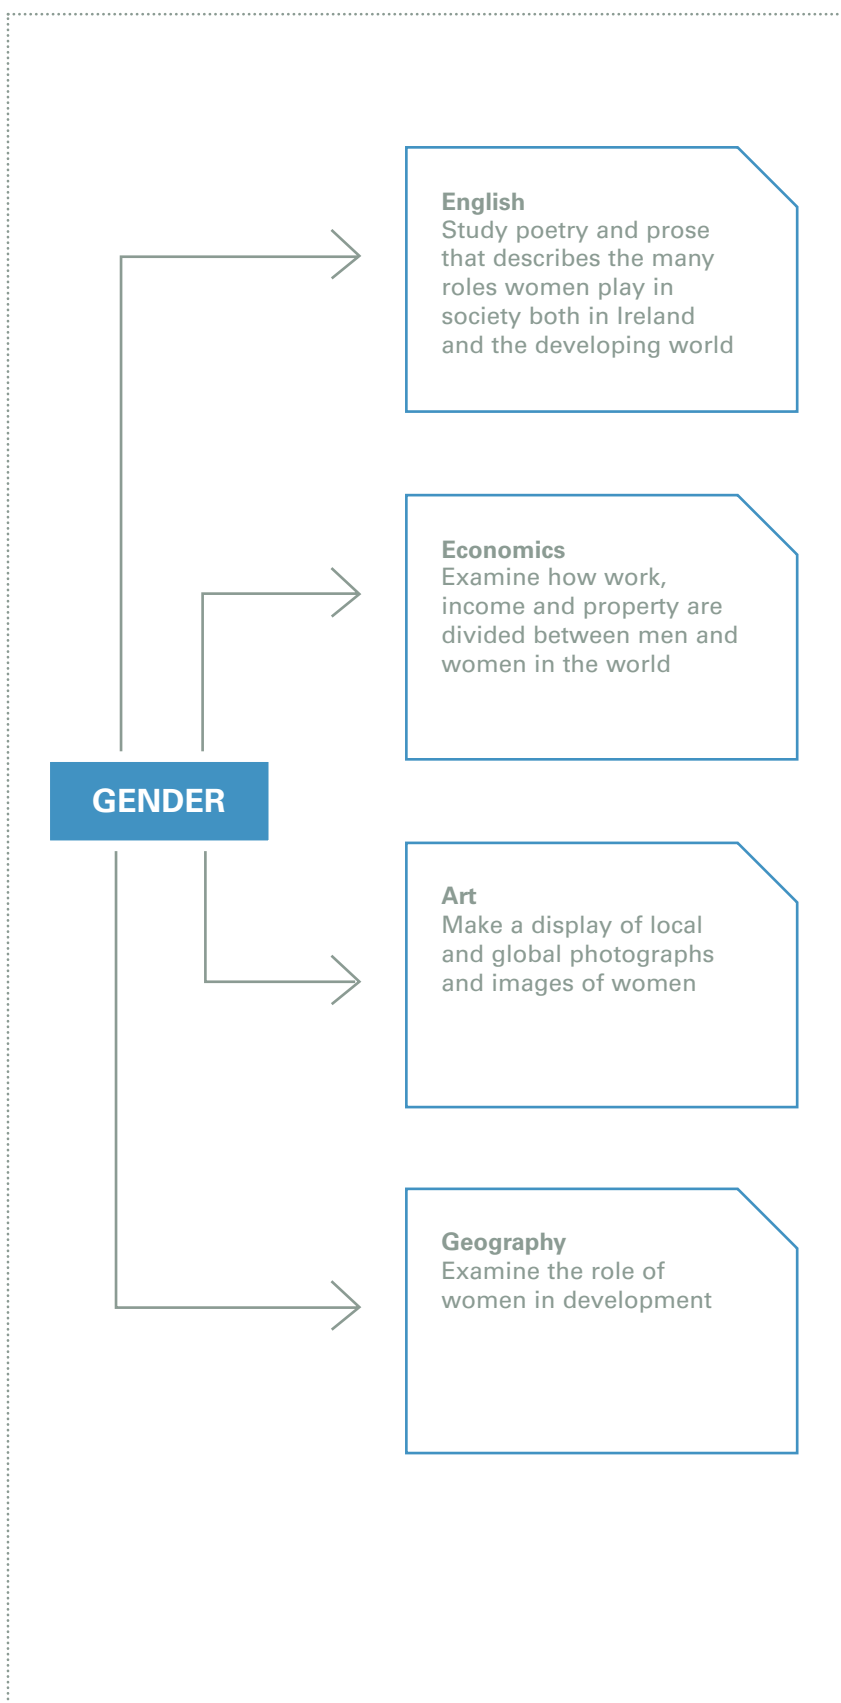 English
Study poetry and prose
that describes the many
roles women play in
society both in Ireland
and the developing world
Economics
Examine how work,
income and property are
divided between men and
women in the world
GENDER
Art
Make a display of local
and global photographs
and images of women
Geography
Examine the role of
women in development